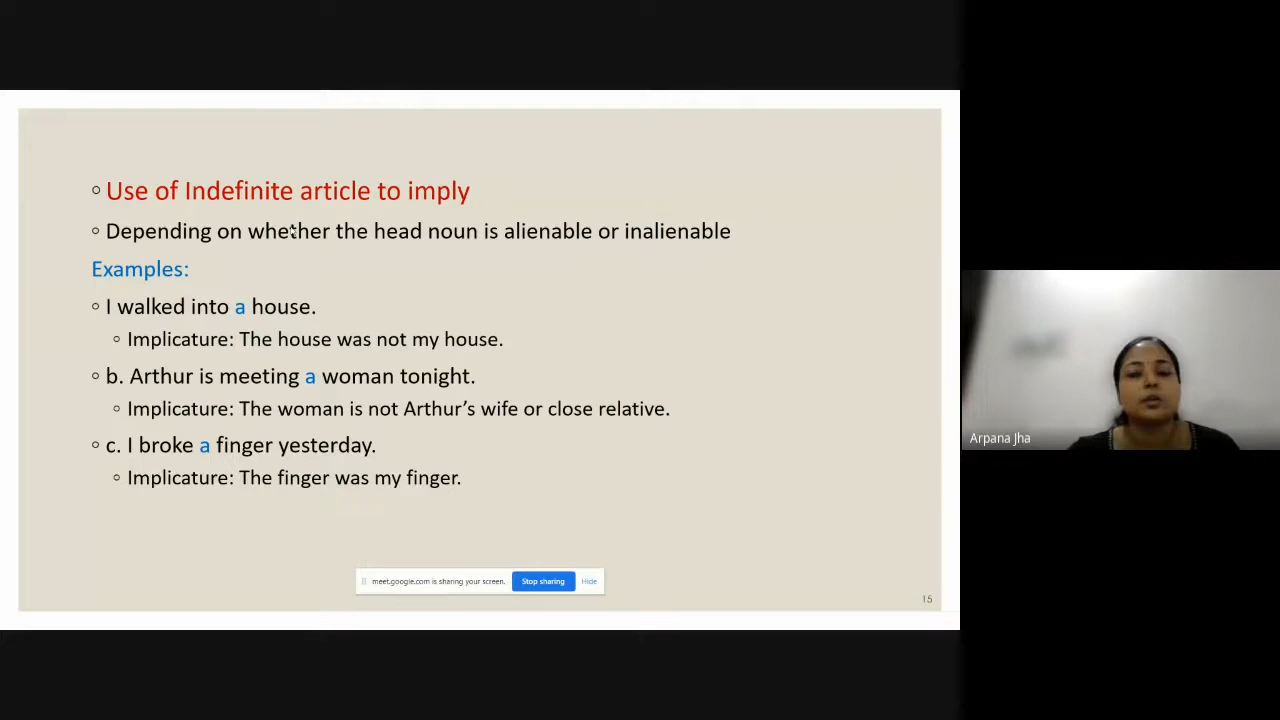 Use of Indefinite article to imply
Depending on whether the head noun is alienable or inalienable
Examples:
I walked into a house.
Implicature: The house was not my house.
b. Arthur is meeting a woman tonight.
Implicature: The woman is not Arthur’s wife or close relative.
c. I broke a finger yesterday.
Implicature: The finger was my finger.
meet.google.com is sharing your screen. Stop sharing Hide
15
Arpana Jha